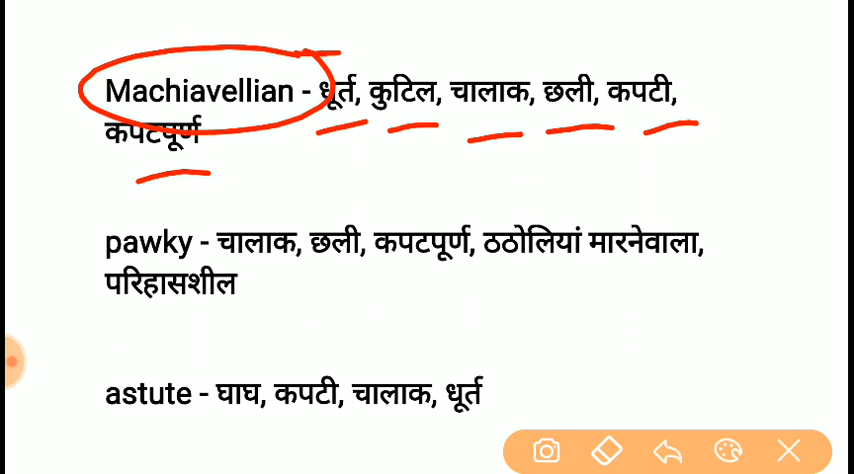 Machiavellian - धूर्त, कुटिल, चालाक, छली, कपटी,
कपटपूर्ण
pawky - चालाक, छली, कपटपूर्ण, ठठोलियां मारनेवाला,
परिहासशील
astute - घाघ, कपटी, चालाक, धूर्त